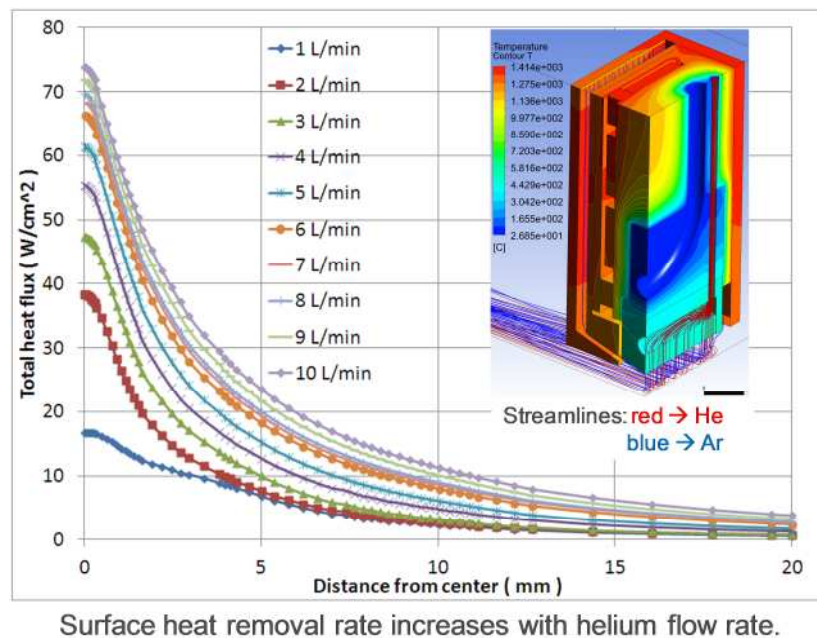 80
70
60
50
40
30
20
10
0
Total heat flux ( W/cm^2 )
1 L/min
2 L/min
3 L/min
4 L/min
5 L/min
6 L/min
7 L/min
8 L/min
9 L/min
10 L/min
Temperature
Contour T
1.414e+003
1.275e+003
1.136e+003
9.977e+002
8.590e+002
7.203e+002
5.816e+002
4.429e+002
3.042e+002
1.655e+002
2.685e+001
[C]
Streamlines: red → He
blue → Ar
0 5 10 15 20
Distance from center ( mm )
Surface heat removal rate increases with helium flow rate.